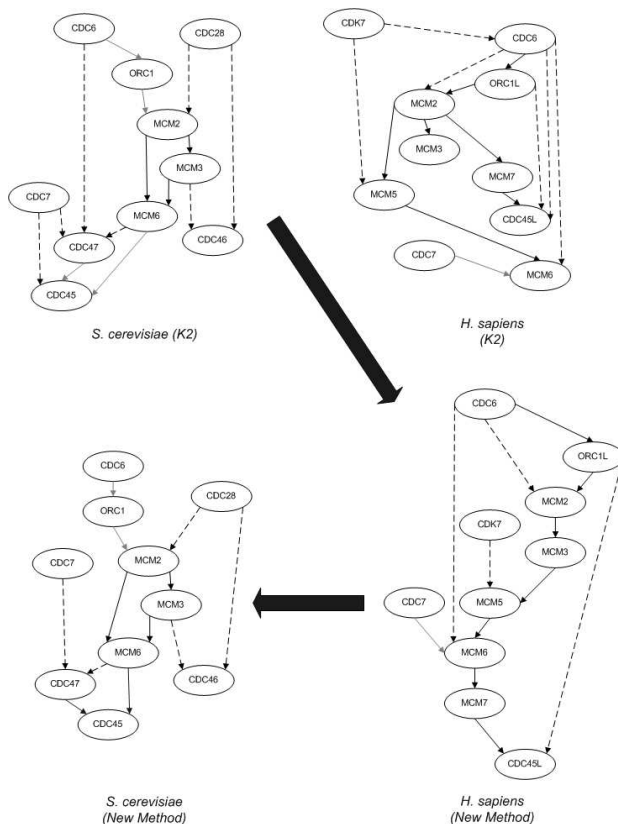 CDC6
CDC28
ORC1
MCM2
MCM3
CDC7
MCM6
CDC47
CDC46
CDC45
S. cerevisiae (K2)
CDK7
CDC6
ORC1L
MCM2
MCM3
MCM7
MCM5
CDC45L
CDC7
MCM6
H. sapiens
(K2)
CDC6
CDC28
ORC1
CDC7
MCM2
MCM3
MCM6
CDC47
CDC46
CDC45
S. cerevisiae
(New Method)
CDC6
ORC1L
MCM2
CDK7
MCM3
CDC7
MCM5
MCM6
MCM7
CDC45L
H. sapiens
(New Method)